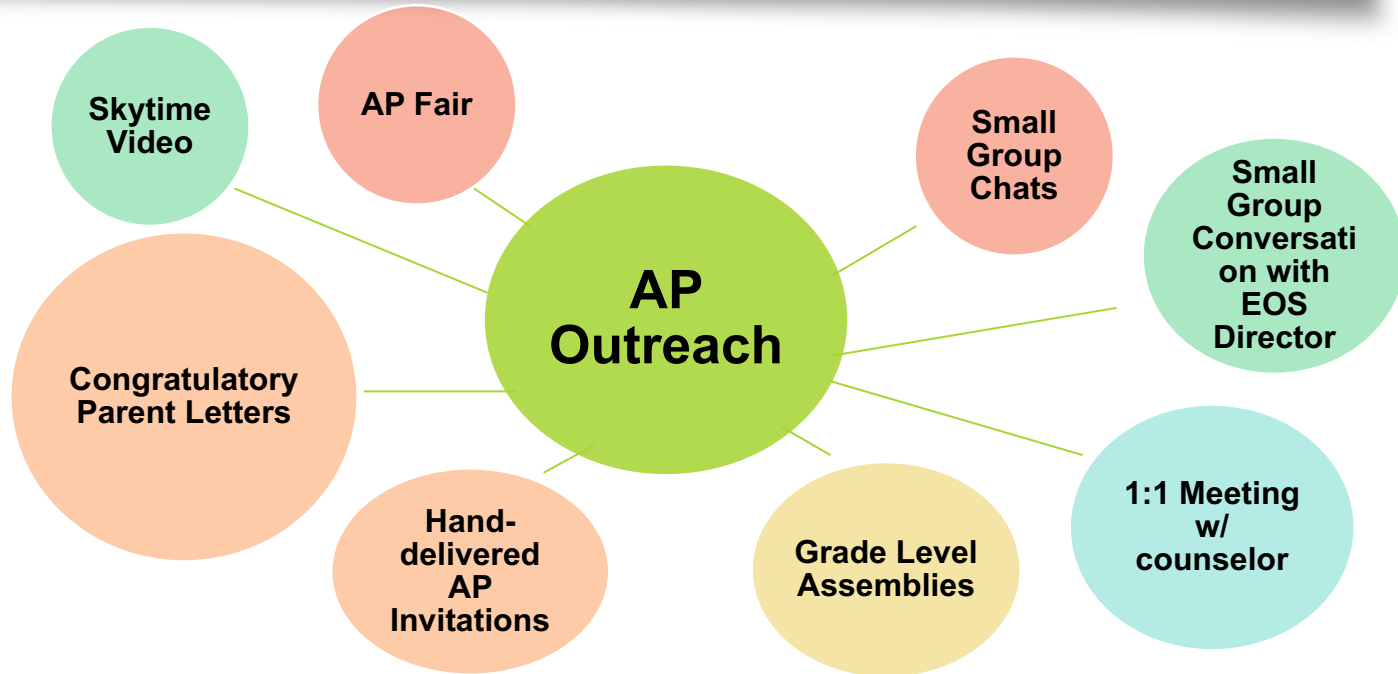 Skytime
Video
AP Fair
Small
Group
Chats
Small
Group
Conversati
on with
EOS
Director
AP
Outreach
Congratulatory
Parent Letters
1:1 Meeting
w/
counselor
Hand-
delivered
AP
Invitations
Grade Level
Assemblies